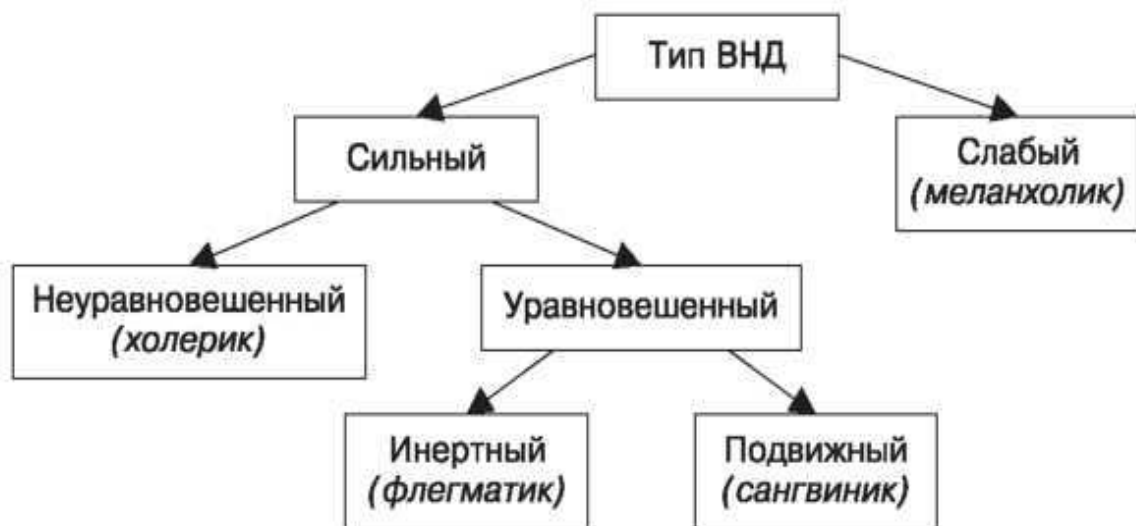 Тип ВНД
Сильный
Слабый
(меланхолик)
Неуравновешенный
(холерик)
Уравновешенный
Инертный
(флегматик)
Подвижный
(сангвиник)